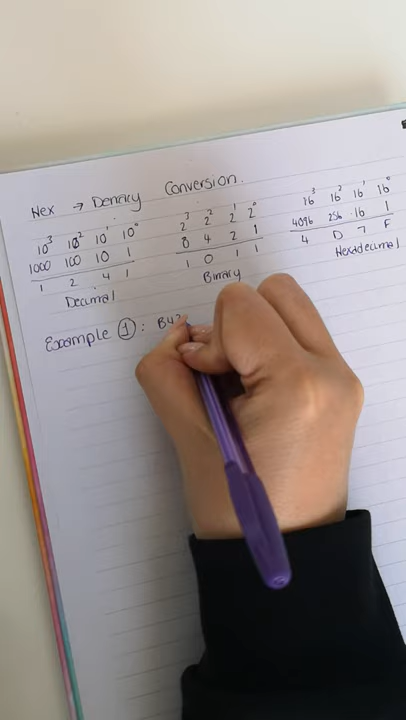 Hex → Denary Conversion.
10³ 10² 10¹ 10⁰
1000 100 10 1
1 2 4 1
Decimal
2³ 2² 2¹ 2⁰
8 4 2 1
1 0 1 1
Binary
16³ 16² 16¹ 16⁰
4096 256 16 1
4 D 7 F
Hexadecimal
Example ①: B4